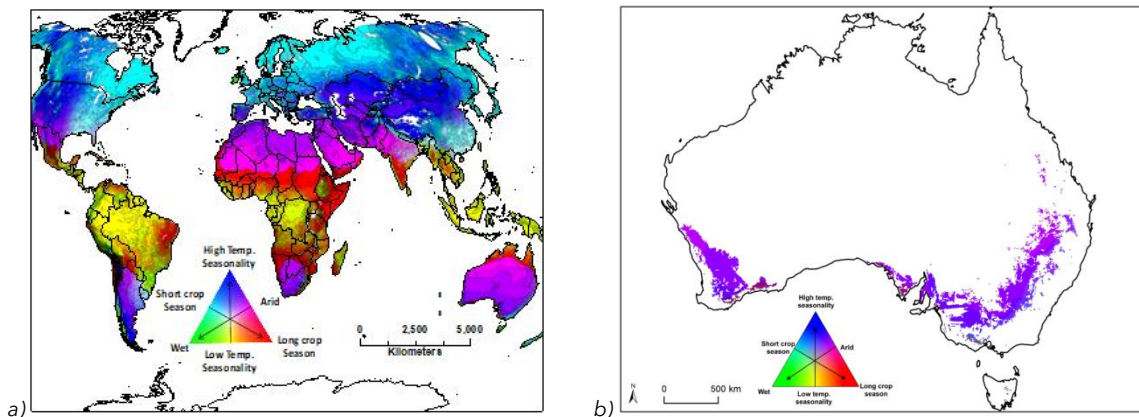 a)
High Temp.
Seasonality
Short crop
Season
Arid
Wet
Low Temp.
Seasonality
Long crop
Season
0 2,500 5,000
Kilometers
b)
High temp.
seasonality
Short crop
season
Arid
Wet
Low temp.
seasonality
Long crop
season
N
0 500 km